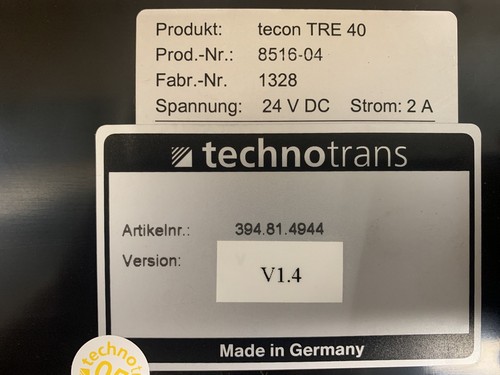 Produkt: tecon TRE 40
Prod.-Nr.: 8516-04
Fabr.-Nr. 1328
Spannung: 24 V DC Strom: 2 A
technotrans
Artikelnr.: 394.81.4944
Version: V1.4
Made in Germany